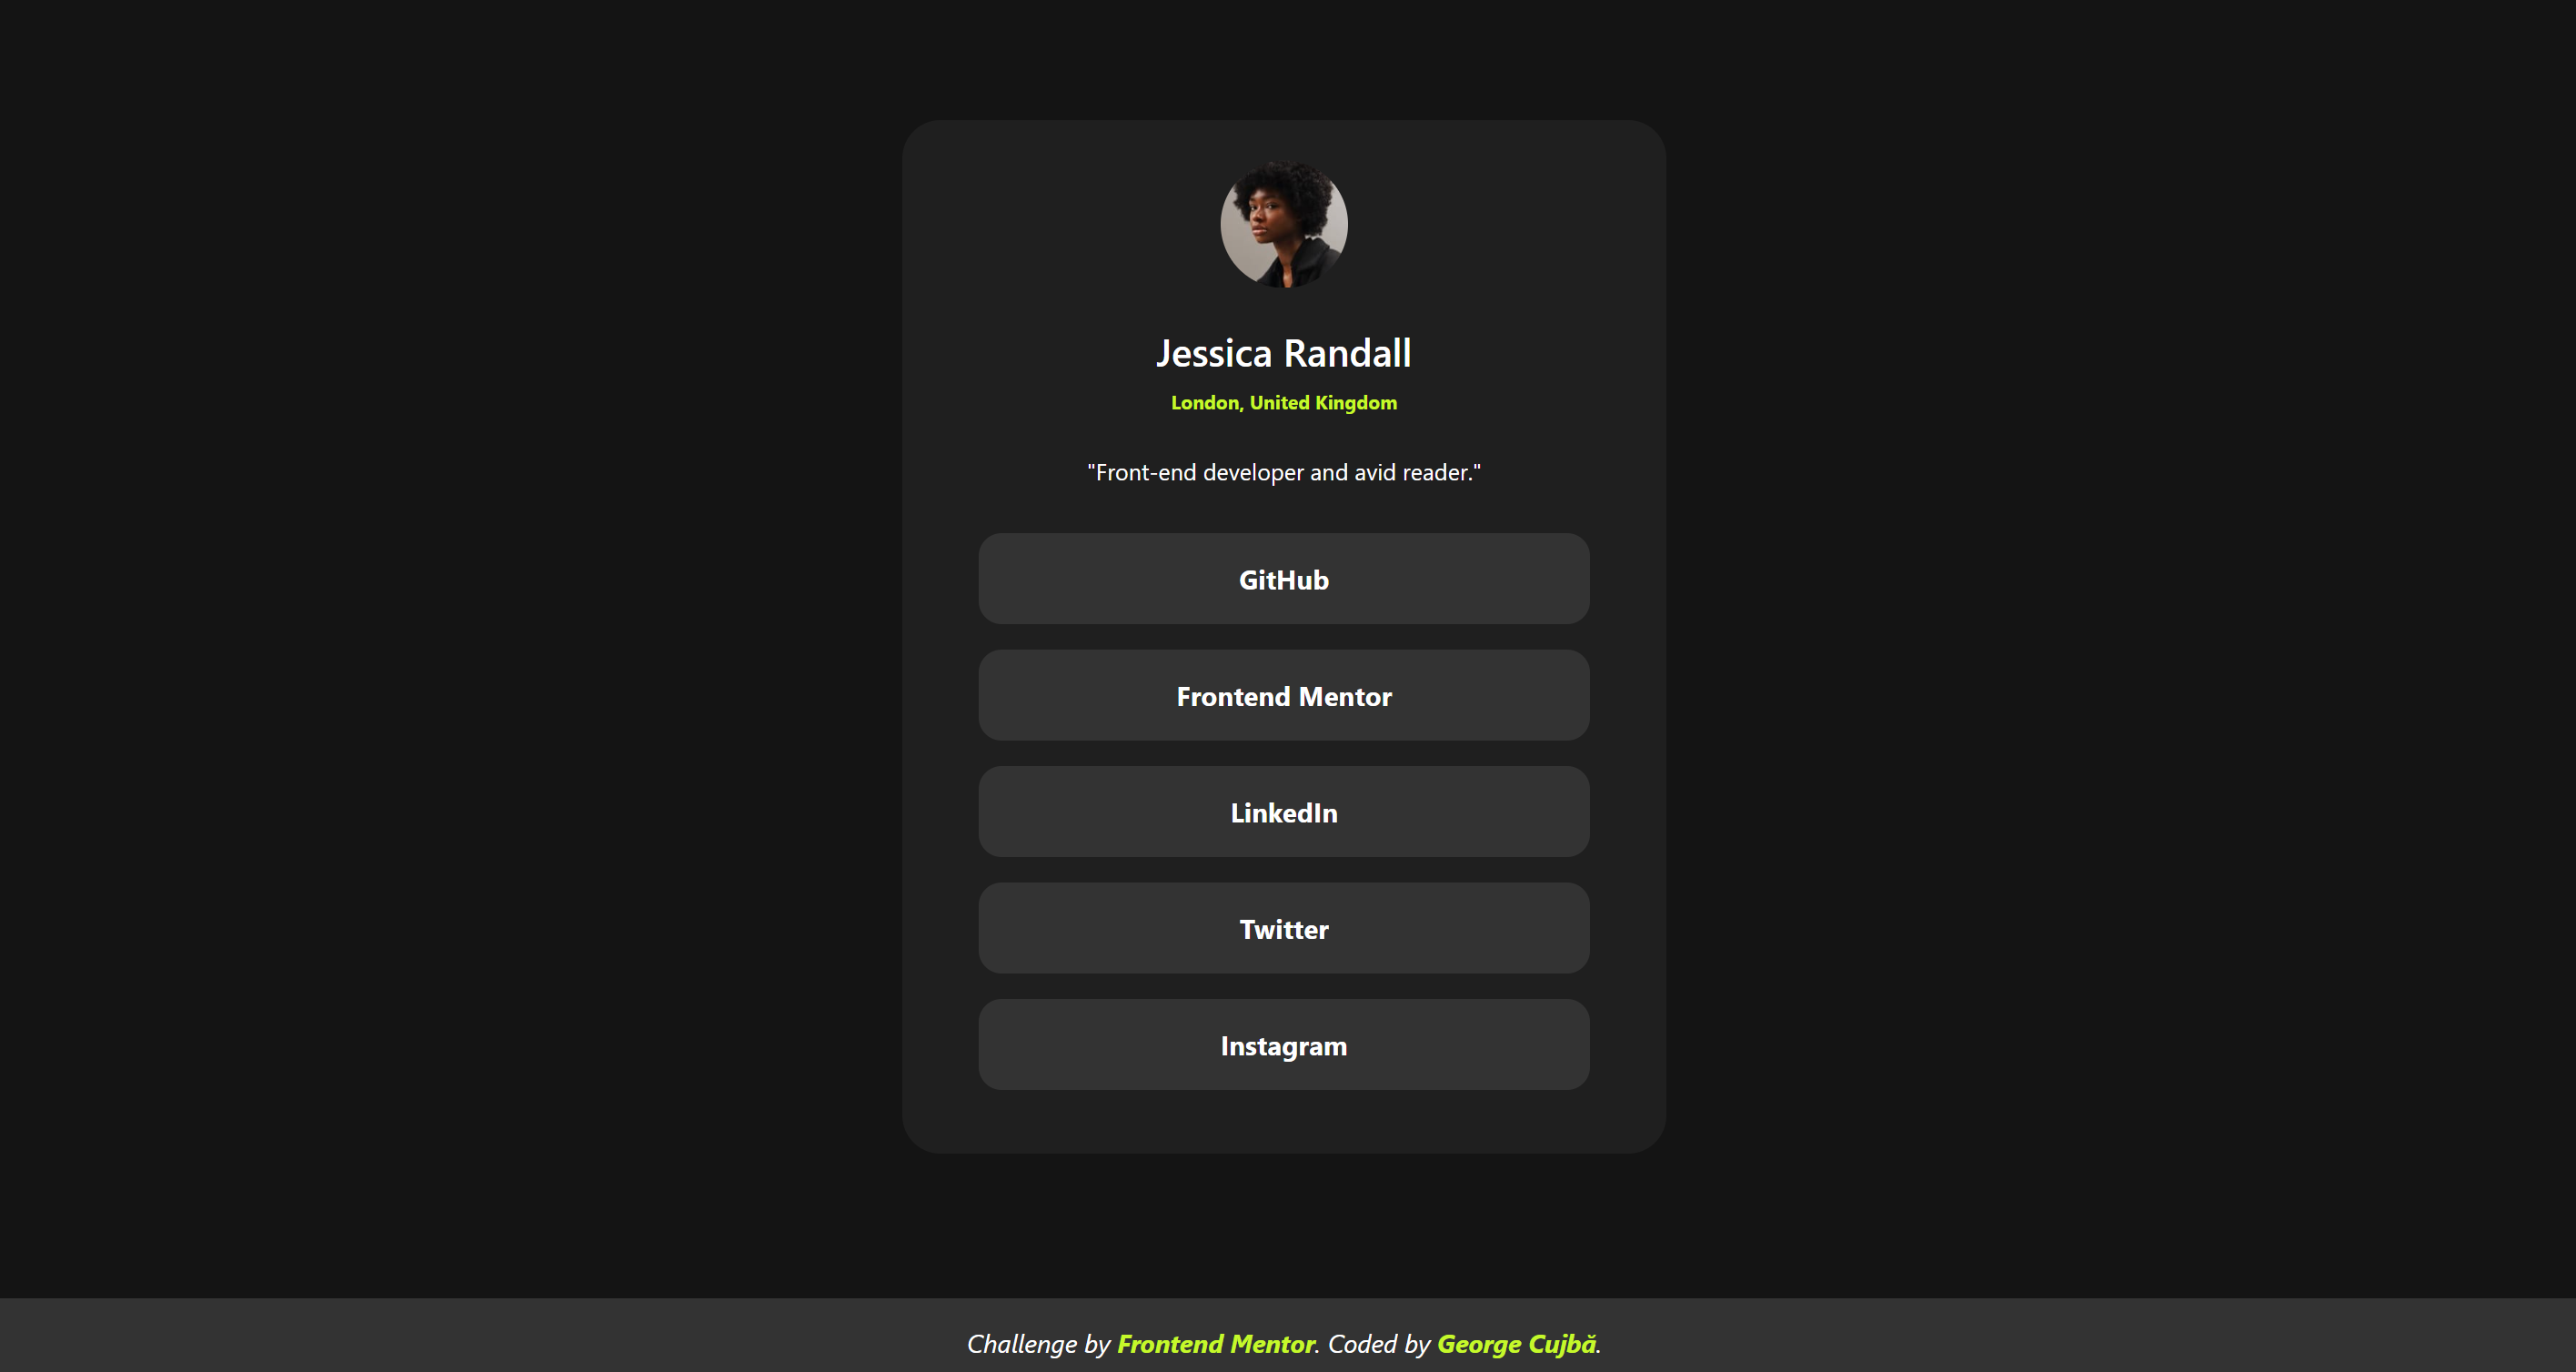 Jessica Randall
London, United Kingdom
"Front-end developer and avid reader."
GitHub
Frontend Mentor
LinkedIn
Twitter
Instagram
Challenge by Frontend Mentor. Coded by George Cujbă.